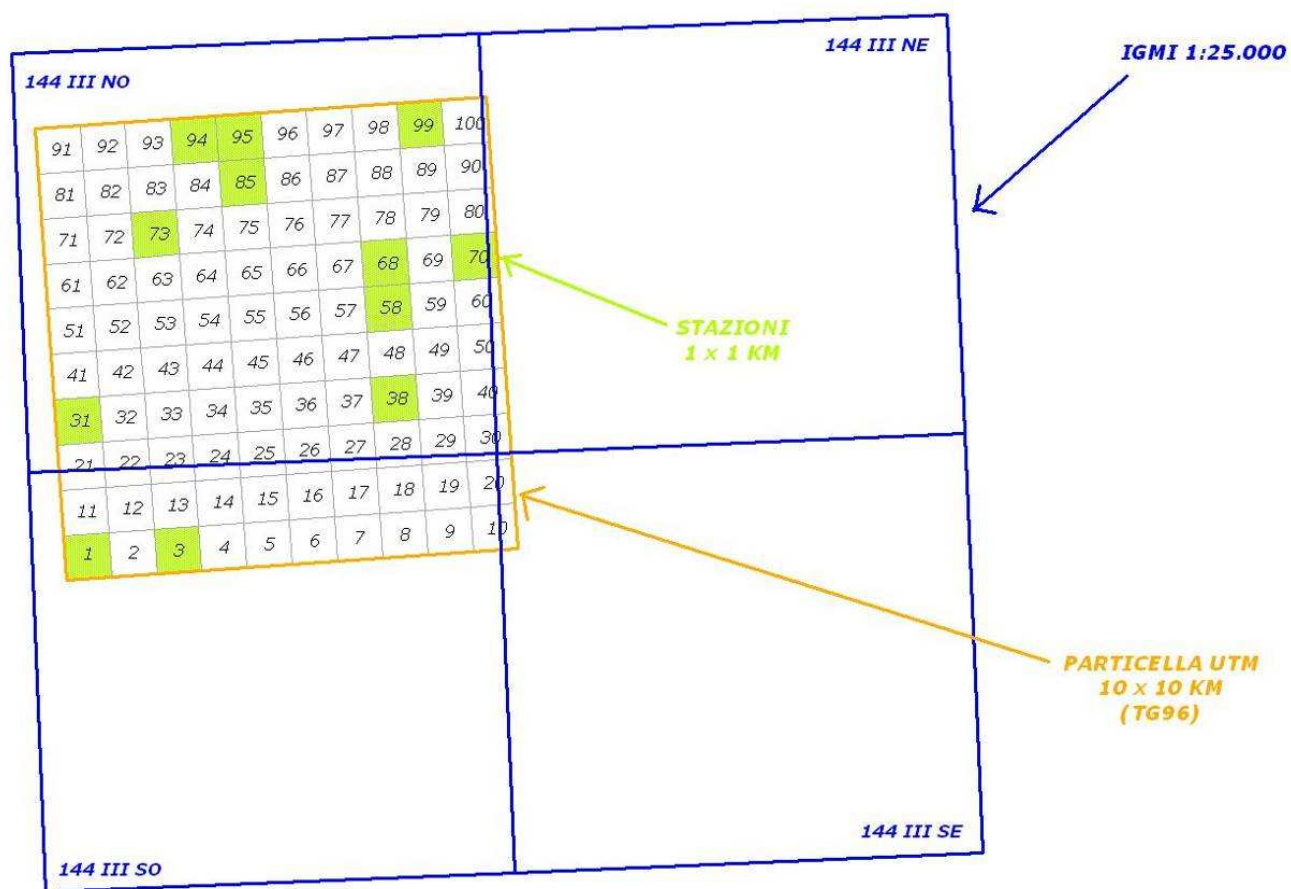 144 III NO
144 III NE
IGMI 1:25.000
91 92 93 94 95 96 97 98 99 100
81 82 83 84 85 86 87 88 89 90
71 72 73 74 75 76 77 78 79 80
61 62 63 64 65 66 67 68 69 70
51 52 53 54 55 56 57 58 59 60
41 42 43 44 45 46 47 48 49 50
31 32 33 34 35 36 37 38 39 40
21 22 23 24 25 26 27 28 29 30
11 12 13 14 15 16 17 18 19 20
1 2 3 4 5 6 7 8 9 10
STAZIONI
1 x 1 KM
PARTICELLA UTM
10 x 10 KM
(TG96)
144 III SO
144 III SE